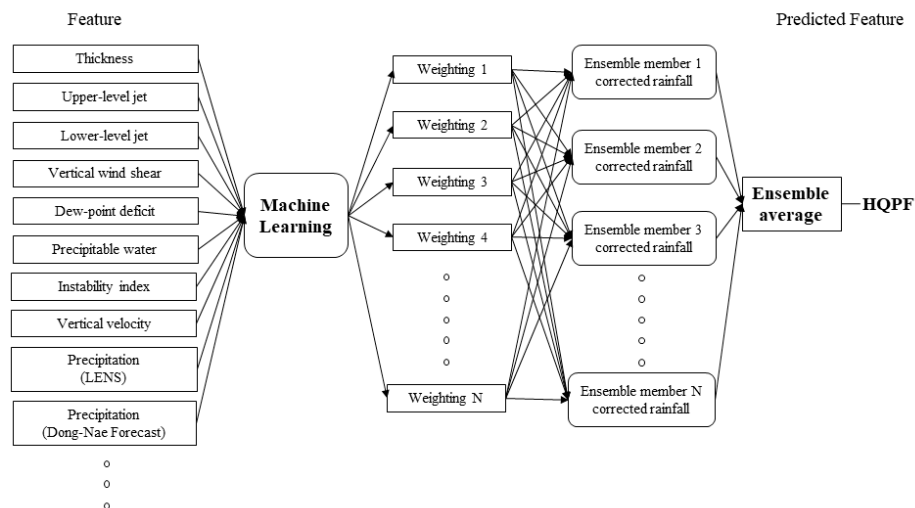 Feature
Predicted Feature
Thickness
Upper-level jet
Lower-level jet
Vertical wind shear
Dew-point deficit
Precipitable water
Instability index
Vertical velocity
Precipitation
(LENS)
Precipitation
(Dong-Nae Forecast)
Machine
Learning
Weighting 1
Weighting 2
Weighting 3
Weighting 4
Weighting N
Ensemble member 1
corrected rainfall
Ensemble member 2
corrected rainfall
Ensemble member 3
corrected rainfall
Ensemble member N
corrected rainfall
Ensemble
average
HQPF